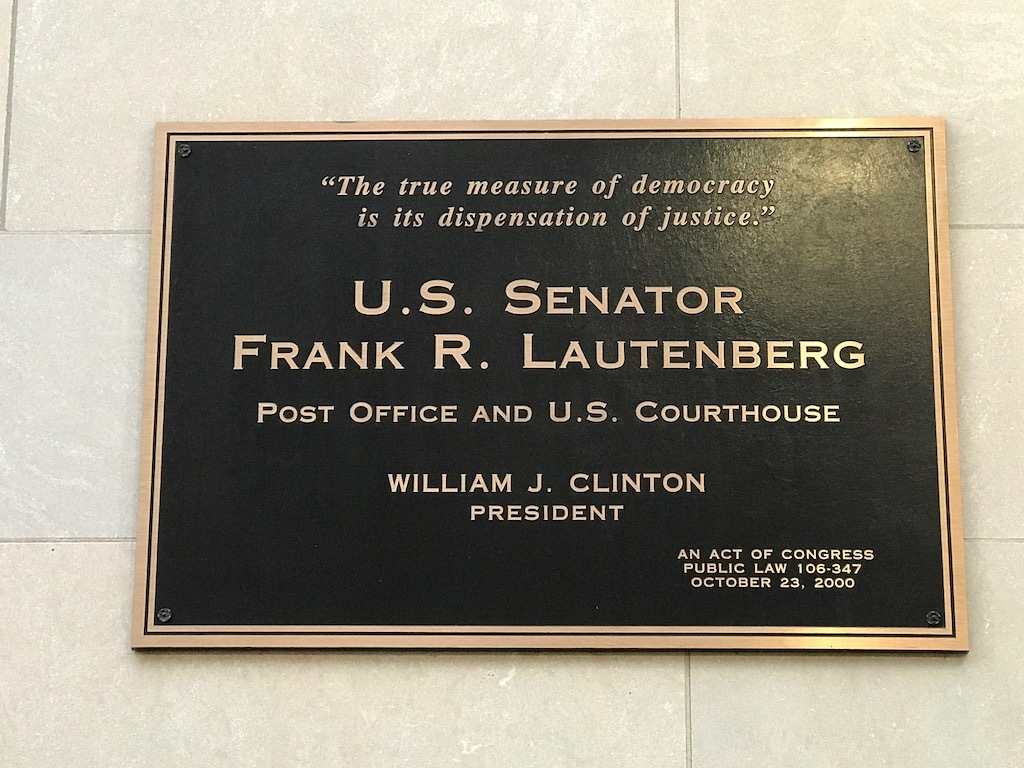 “The true measure of democracy
is its dispensation of justice.”
U.S. SENATOR
FRANK R. LAUTENBERG
POST OFFICE AND U.S. COURTHOUSE
WILLIAM J. CLINTON
PRESIDENT
AN ACT OF CONGRESS
PUBLIC LAW 106-347
OCTOBER 23, 2000